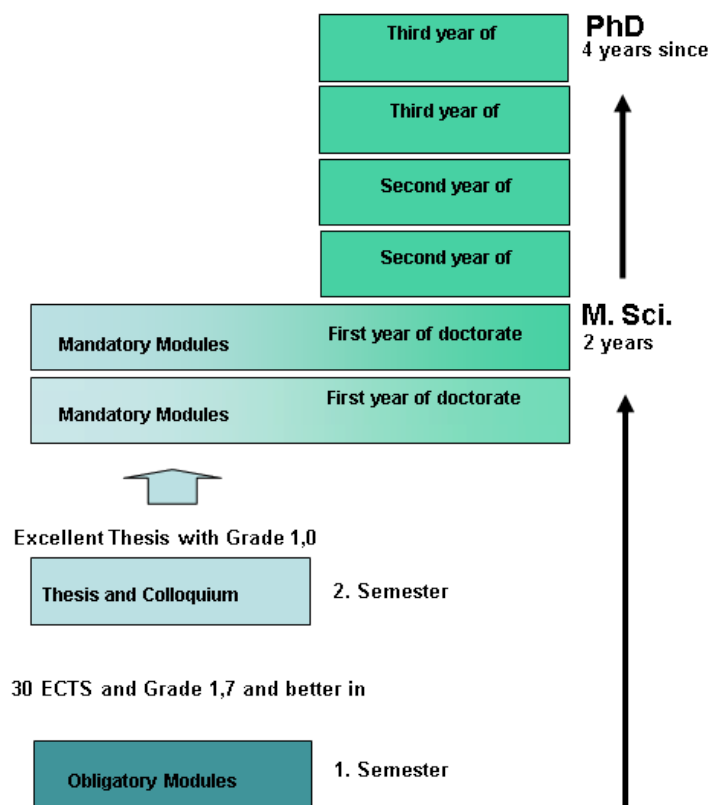 Third year of
PhD
4 years since
Third year of
Second year of
Second year of
M. Sci.
2 years
Mandatory Modules First year of doctorate
Mandatory Modules First year of doctorate
Excellent Thesis with Grade 1,0
Thesis and Colloquium
2. Semester
30 ECTS and Grade 1,7 and better in
Obligatory Modules
1. Semester